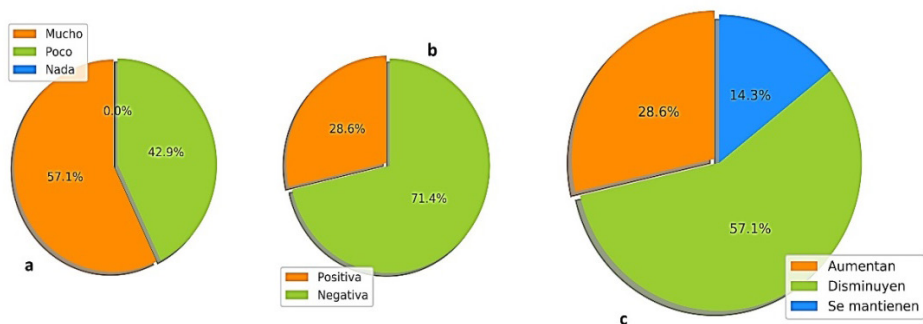 Mucho
Poco
Nada
0.0%
42.9%
57.1%
a
b
28.6%
71.4%
Positiva
Negativa
14.3%
28.6%
57.1%
Aumentan
Disminuyen
Se mantienen
c